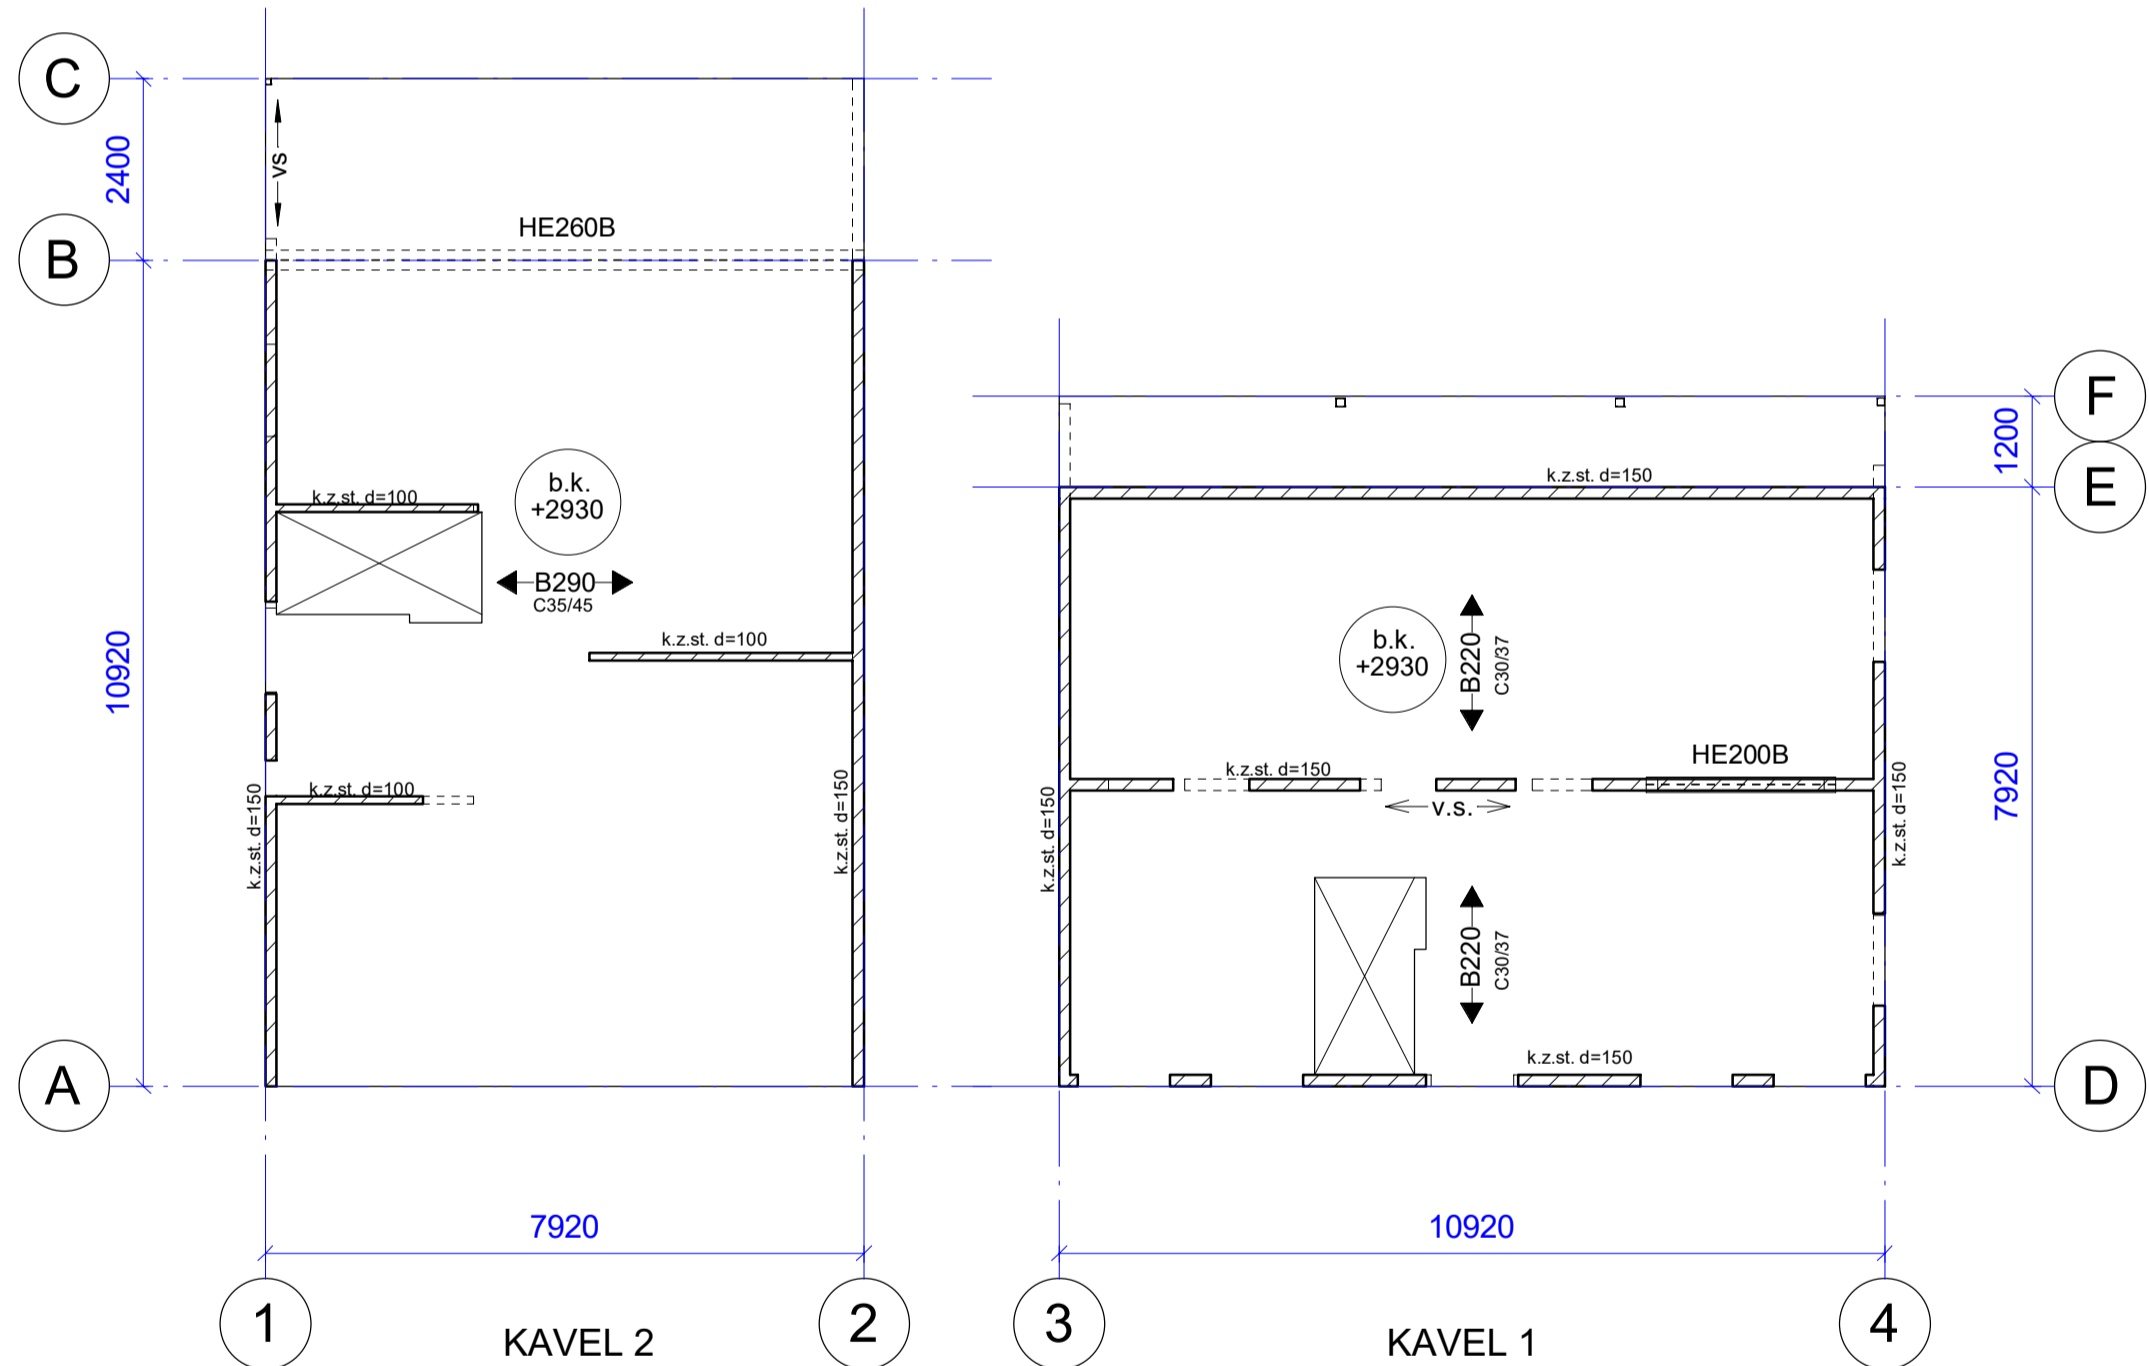 C
2400
vs
HE260B
B
F
1200
k.z.st. d=150
E
b.k.
+2930
k.z.st. d=100
B290
C35/45
k.z.st. d=100
10920
b.k.
+2930
B220
C30/37
HE200B
k.z.st. d=150
v.s.
k.z.st. d=100
k.z.st. d=150
k.z.st. d=150
k.z.st. d=150
k.z.st. d=150
7920
B220
C30/37
k.z.st. d=150
A
D
7920
10920
1
2
3
4
KAVEL 2
KAVEL 1